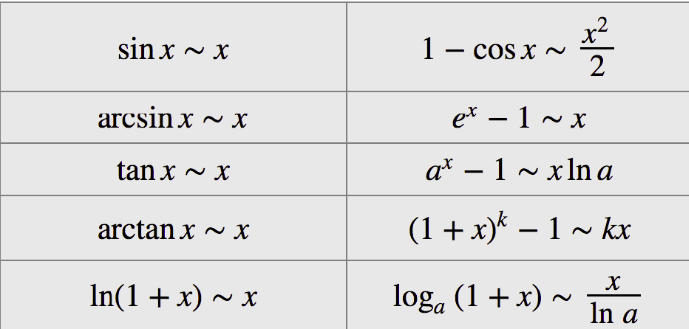 sin x ~ x    1 − cos x ~ x²/2
arcsin x ~ x    eˣ − 1 ~ x
tan x ~ x    aˣ − 1 ~ x ln a
arctan x ~ x    (1 + x)ᵏ − 1 ~ kx
ln(1 + x) ~ x    logₐ (1 + x) ~ x/ln a